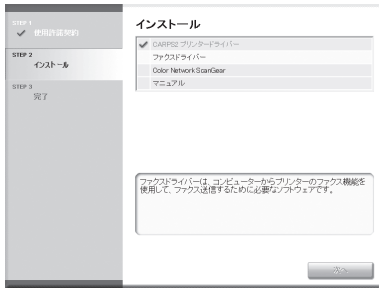 STEP 1
使用許諾契約
STEP 2
インストール
STEP 3
完了
インストール
CARPS2 プリンタードライバー
ファクスドライバー
Color Network ScanGear
マニュアル
ファクスドライバーは、コンピューターからプリンターのファクス機能を
使用して、ファクス送信するために必要なソフトウェアです。
次へ